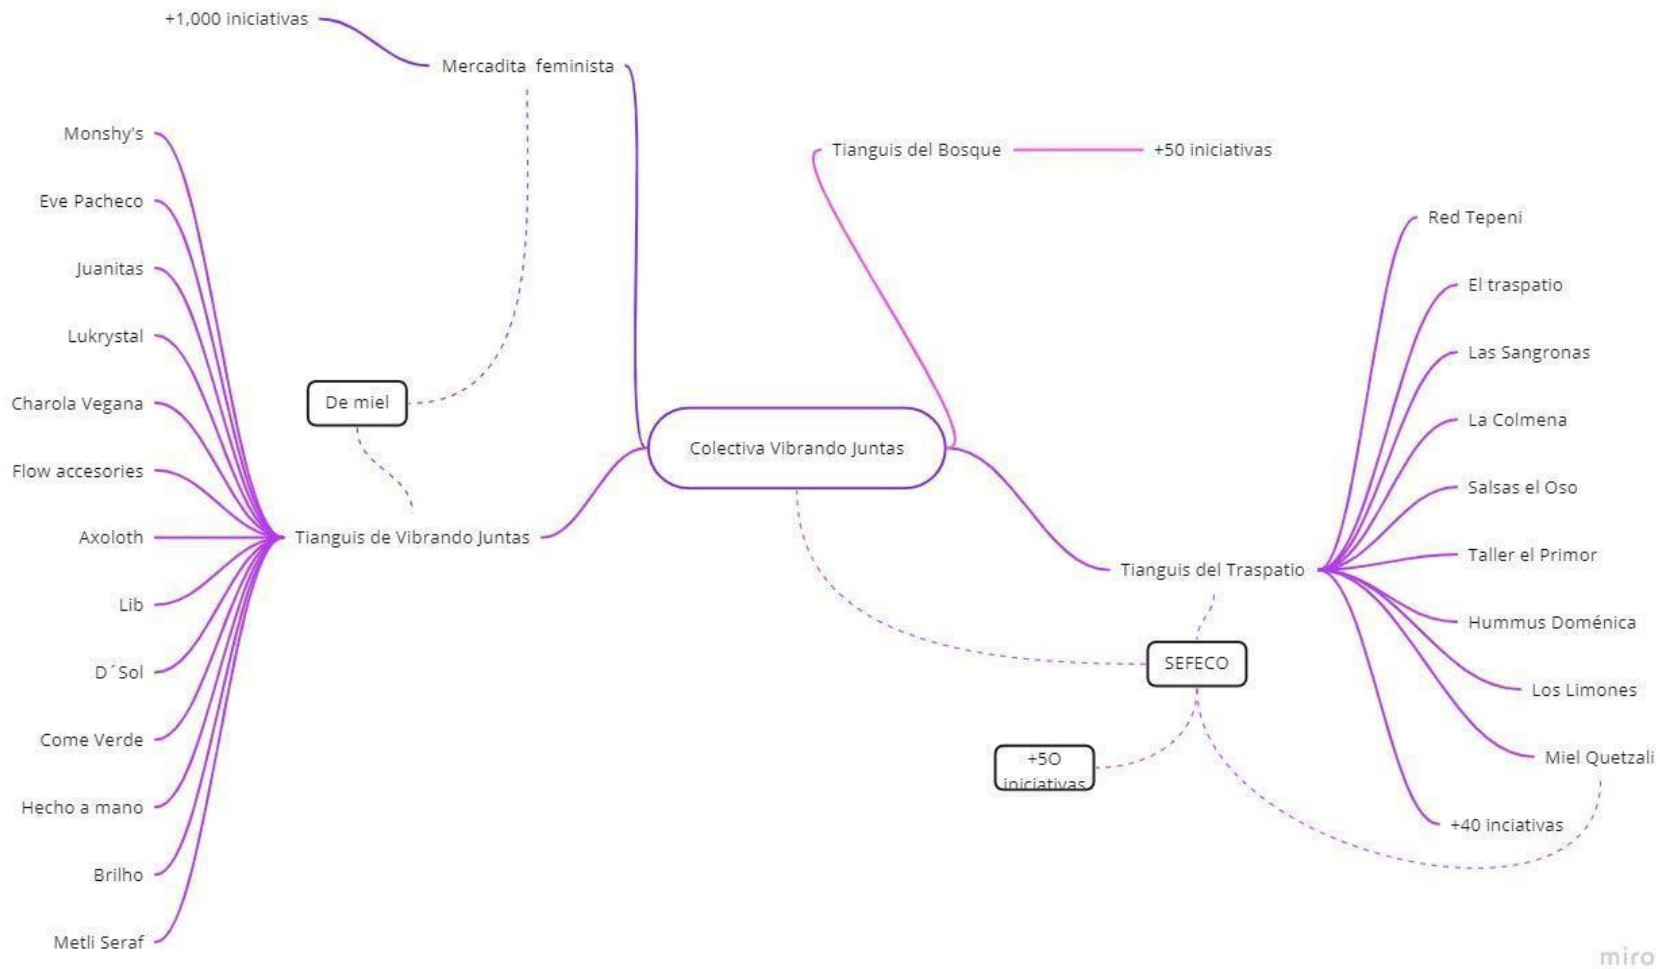 +1,000 iniciativas
Mercadita feminista
Monshy's
Eve Pacheco
Juanitas
Lukrystal
Charola Vegana
Flow accesories
Axoloth
Lib
D´Sol
Come Verde
Hecho a mano
Brilho
Metli Seraf
De miel
Tianguis de Vibrando Juntas
Colectiva Vibrando Juntas
Tianguis del Bosque
+50 iniciativas
Tianguis del Traspatio
SEFECO
+5O
iniciativas
Red Tepeni
El traspatio
Las Sangronas
La Colmena
Salsas el Oso
Taller el Primor
Hummus Doménica
Los Limones
Miel Quetzali
+40 inciativas
miro